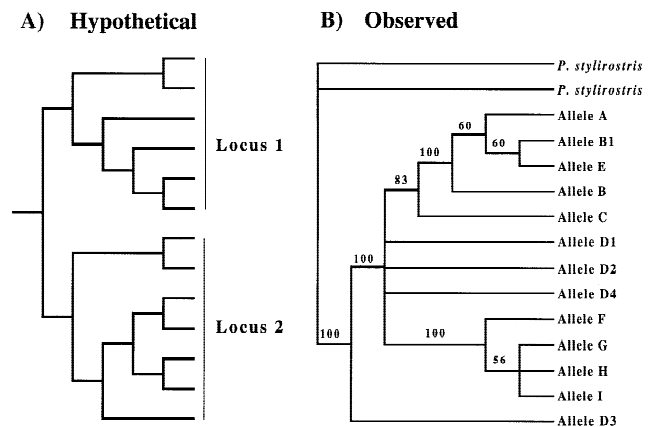 A) Hypothetical
B) Observed
Locus 1
Locus 2
P. stylirostris
P. stylirostris
Allele A
60
Allele B1
60
Allele E
100
Allele B
83
Allele C
Allele D1
100
Allele D2
Allele D4
Allele F
100
100
Allele G
56
Allele H
Allele I
Allele D3